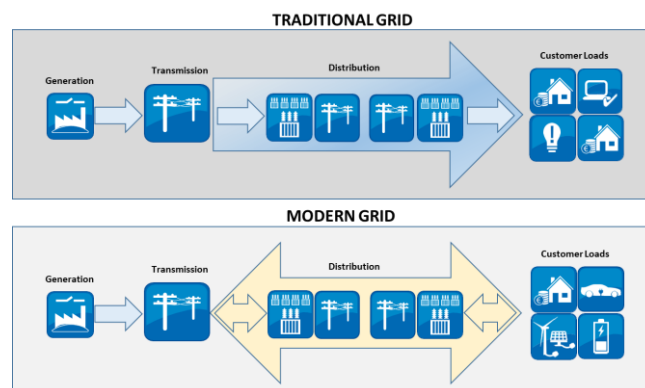 TRADITIONAL GRID
Generation
Transmission
Distribution
Customer Loads
MODERN GRID
Generation
Transmission
Distribution
Customer Loads